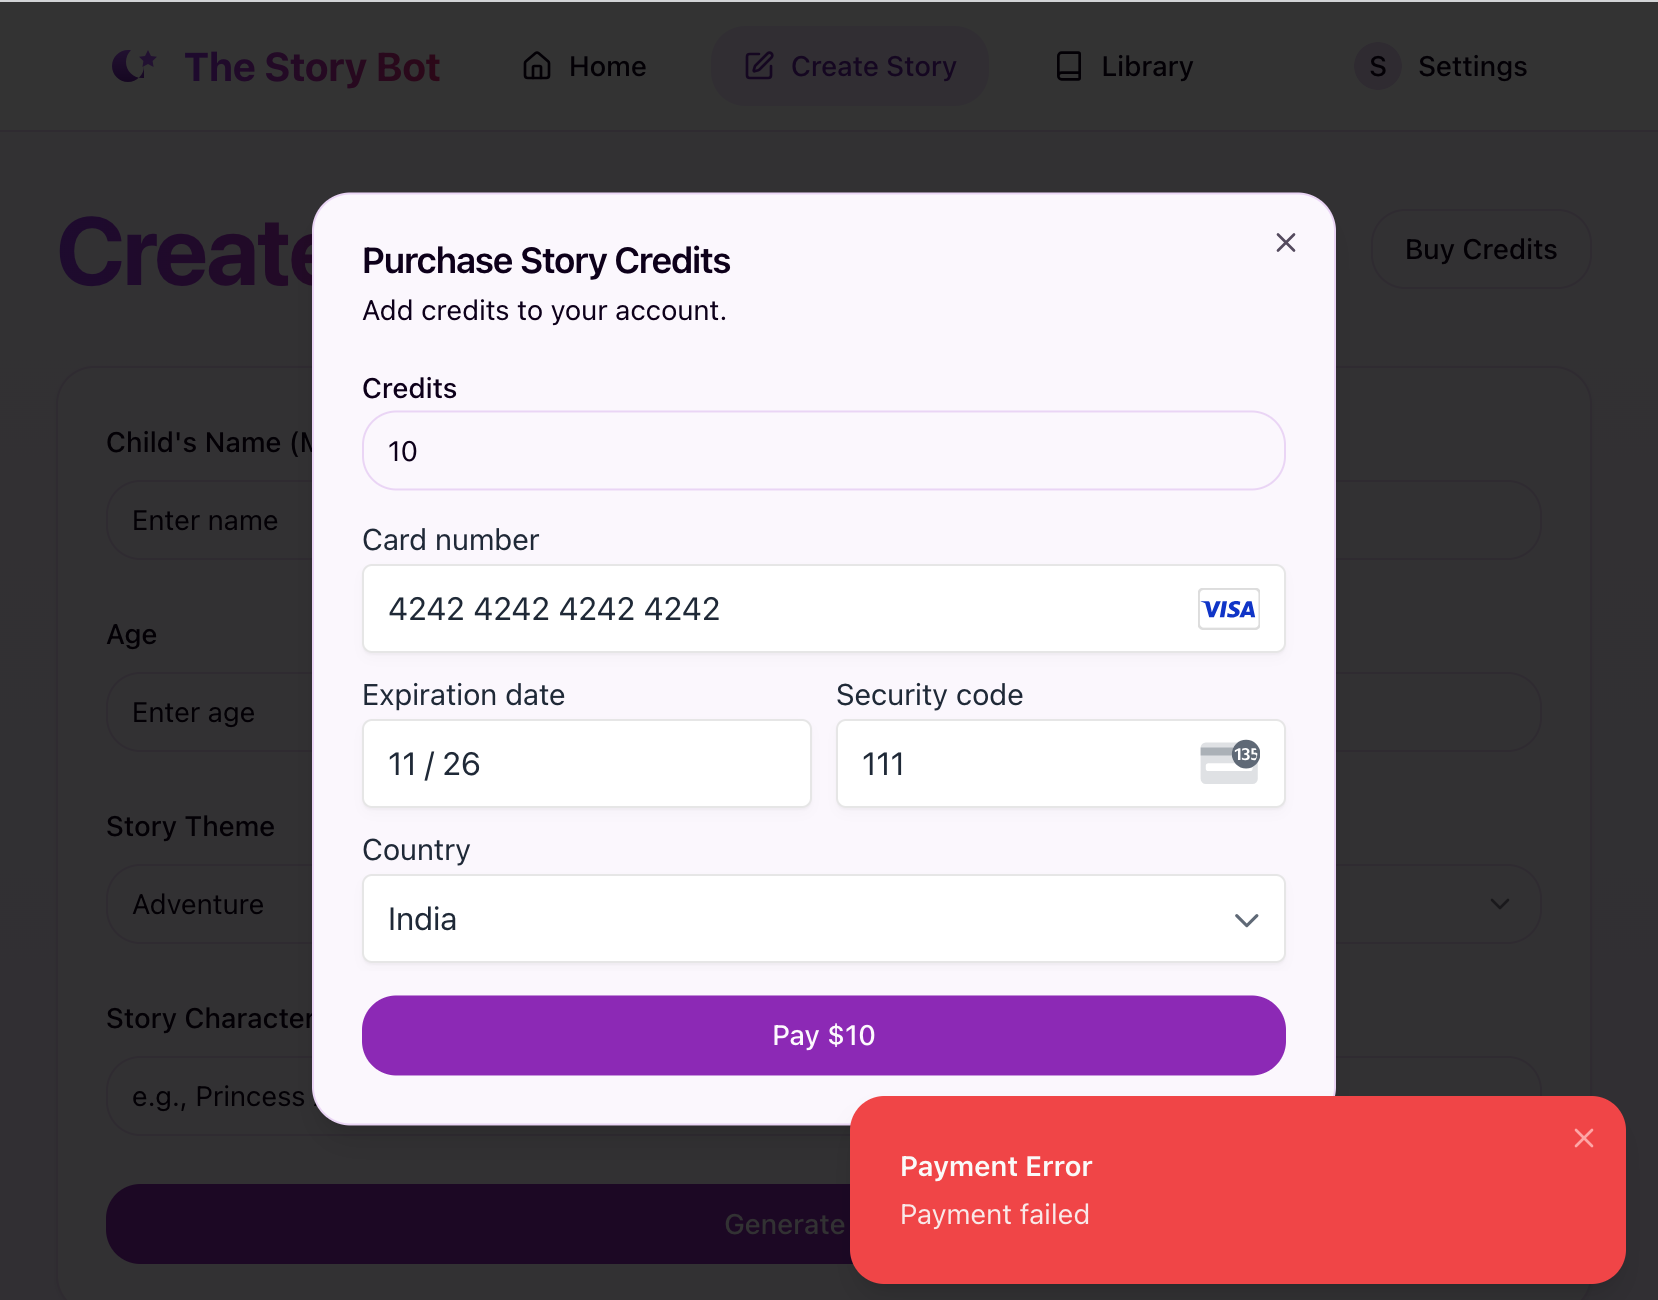 The Story Bot
Home
Create Story
Library
S
Settings
Create
Buy Credits
Purchase Story Credits
Add credits to your account.
Credits
10
Child's Name (
Enter name
Card number
4242 4242 4242 4242
VISA
Age
Enter age
Expiration date
Security code
11 / 26
111
135
Story Theme
Adventure
Country
India
Story Character
e.g., Princess
Pay $10
Generate
Payment Error
Payment failed